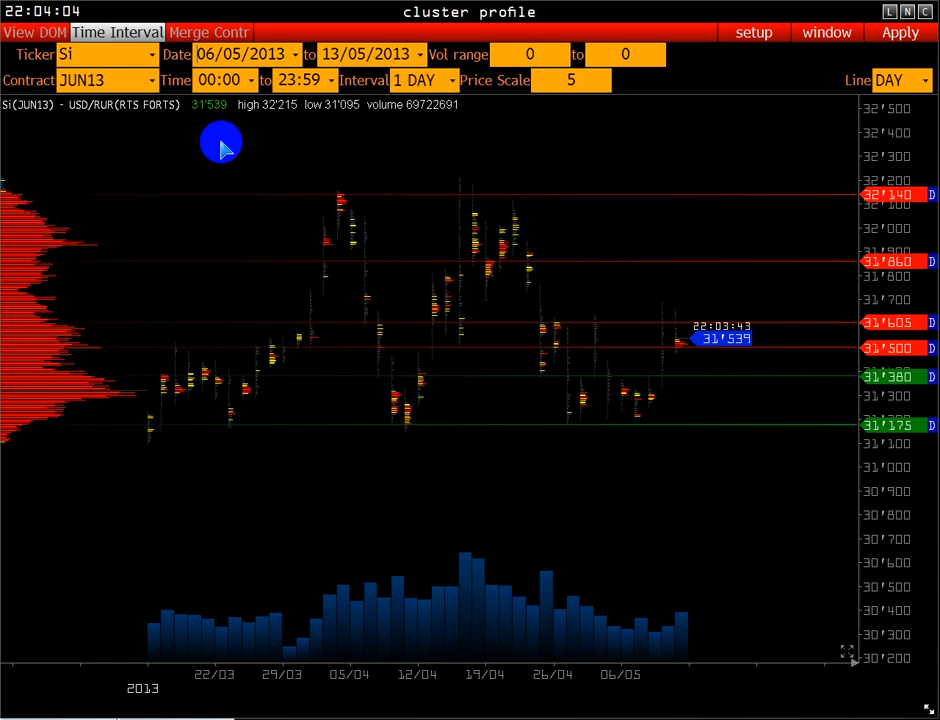 22:04:04 cluster profile L N C
View DOM Time Interval Merge Contr setup window Apply
Ticker Si Date 06/05/2013 to 13/05/2013 Vol range 0 to 0
Contract JUN13 Time 00:00 to 23:59 Interval 1 DAY Price Scale 5 Line DAY
Si(JUN13) - USD/RUR(RTS FORTS) 31'539 high 32'215 low 31'095 volume 69722691
32'500
32'400
32'300
32'200
32'140 D
32'100
32'000
31'900
31'860 D
31'800
31'700
31'605 D
22:03:43
31'539
31'500 D
31'380 D
31'300
31'175 D
31'100
31'000
30'900
30'800
30'700
30'600
30'500
30'400
30'300
30'200
22/03 29/03 05/04 12/04 19/04 26/04 06/05
2013